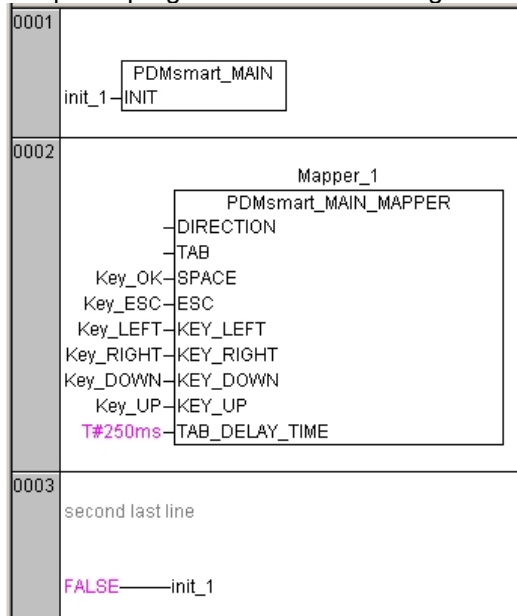 0001
PDMsmart_MAIN
init_1 INIT
0002
Mapper_1
PDMsmart_MAIN_MAPPER
DIRECTION
TAB
Key_OK SPACE
Key_ESC ESC
Key_LEFT KEY_LEFT
Key_RIGHT KEY_RIGHT
Key_DOWN KEY_DOWN
Key_UP KEY_UP
T#250ms TAB_DELAY_TIME
0003
second last line
FALSE init_1